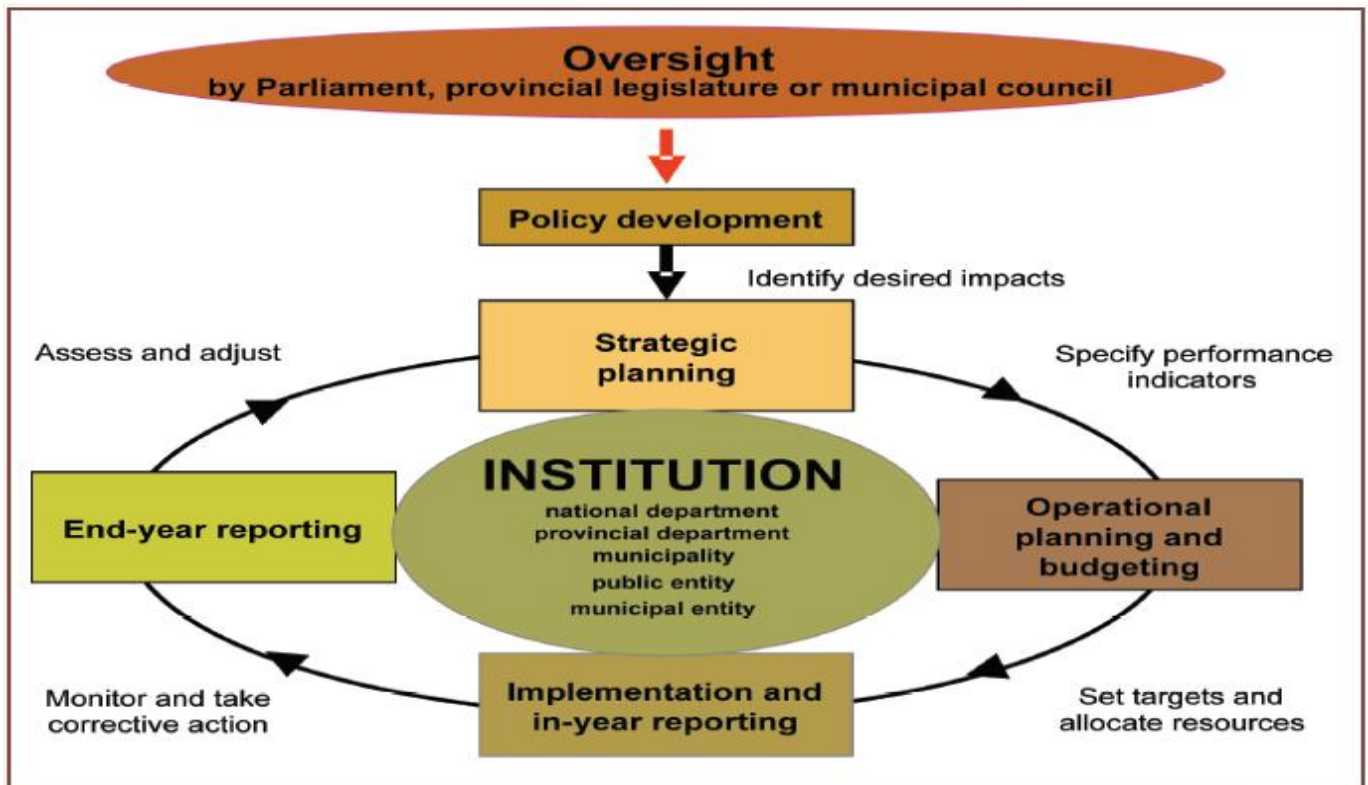 Oversight
by Parliament, provincial legislature or municipal council
Policy development
Identify desired impacts
Strategic
planning
Assess and adjust
Specify performance
indicators
INSTITUTION
national department
provincial department
municipality
public entity
municipal entity
End-year reporting
Operational
planning and
budgeting
Implementation and
in-year reporting
Monitor and take
corrective action
Set targets and
allocate resources